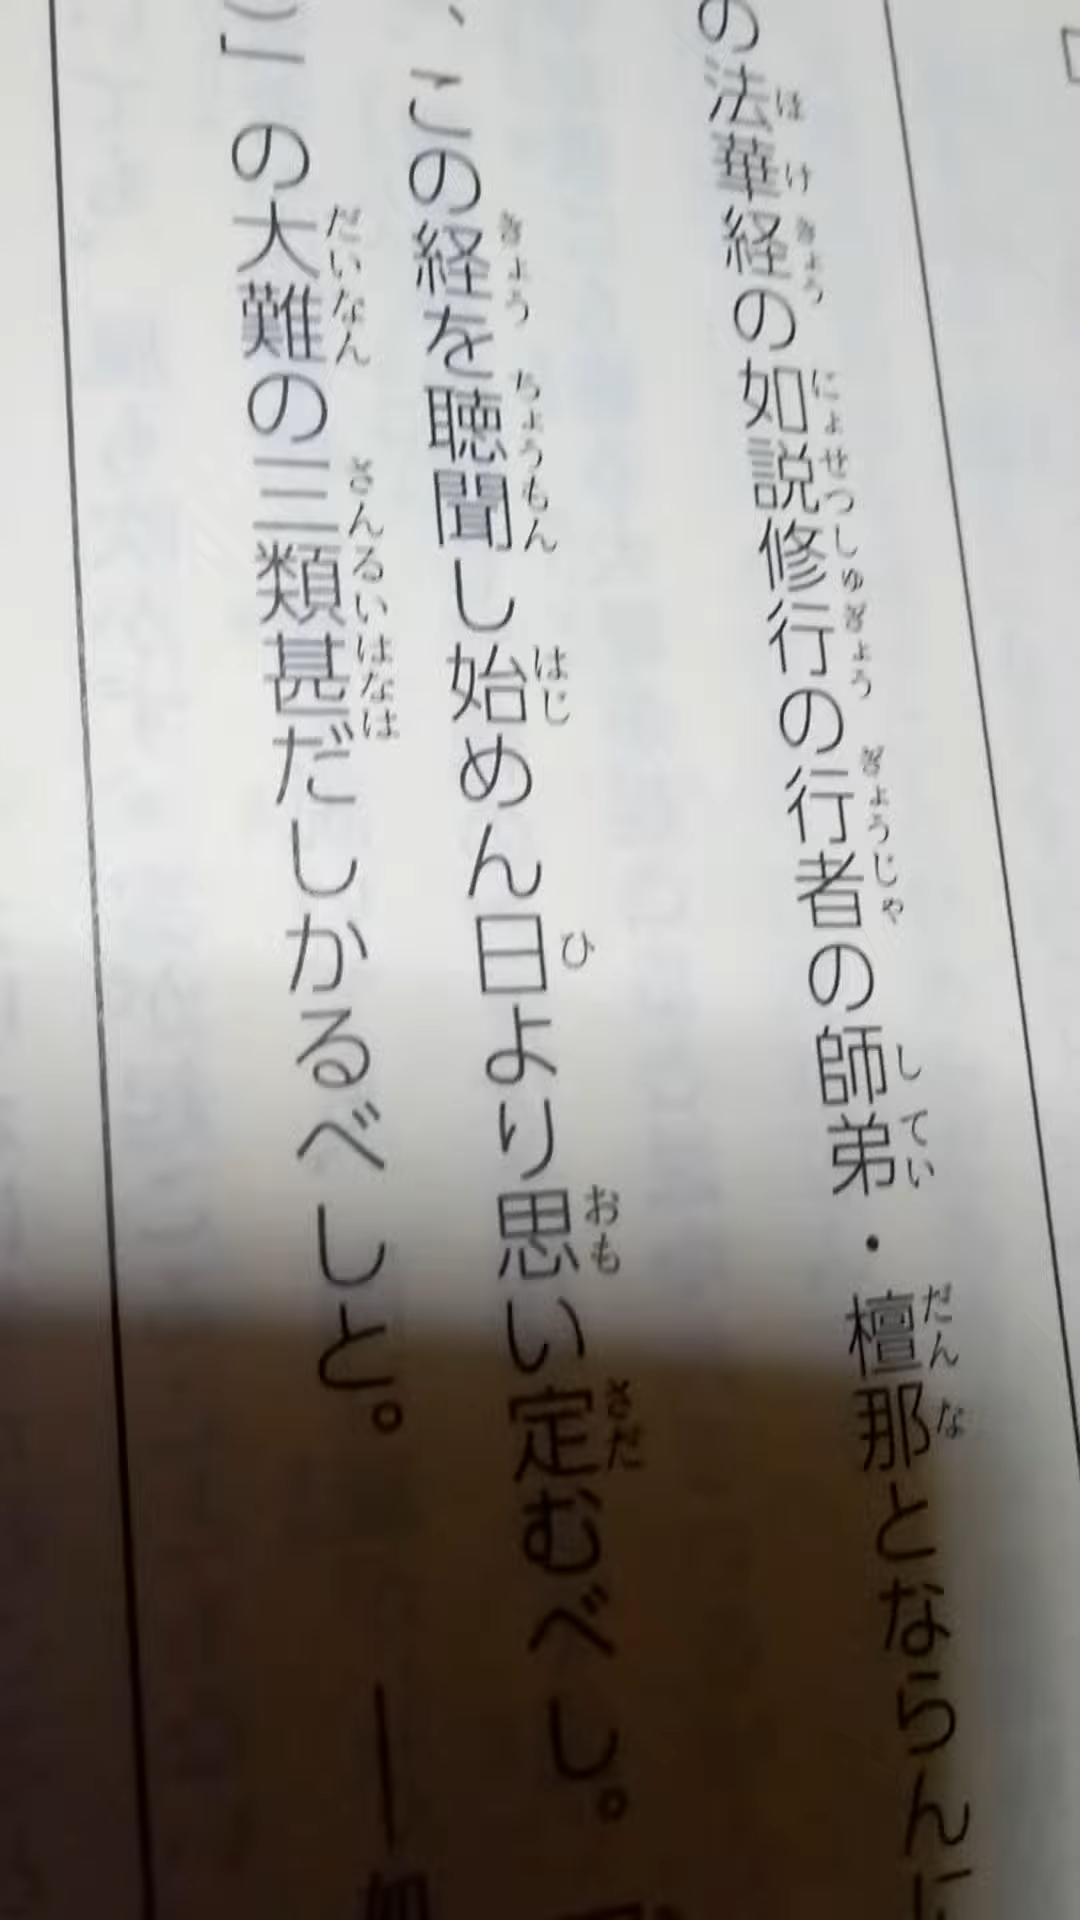 の法華経の如説修行の行者の師弟・檀那とならんに
、この経を聴聞し始めん日より思い定むべし。
)」の大難の三類甚だしかるべしと。――